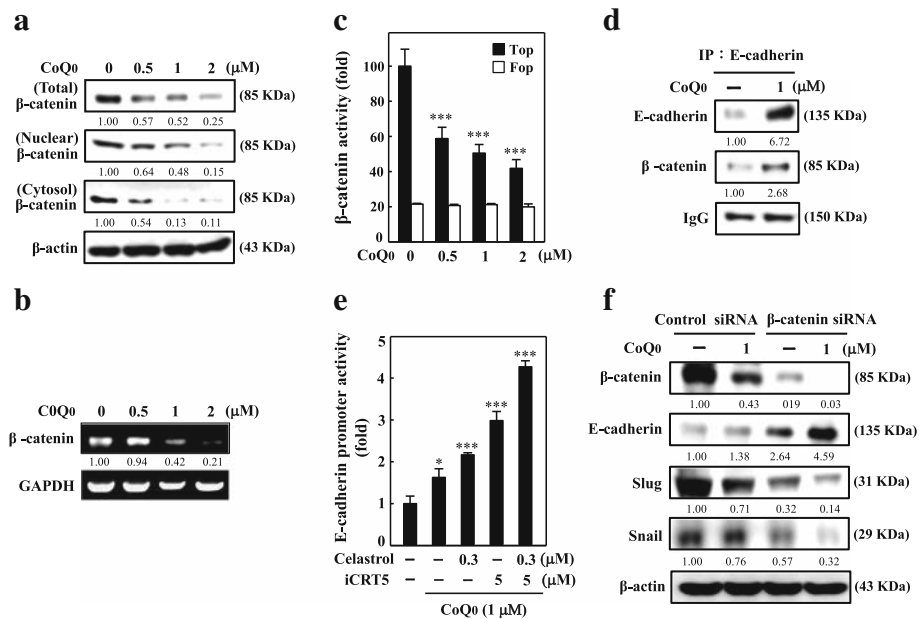 a
CoQ0 0 0.5 1 2 (μM)
(Total)
β-catenin (85 KDa)
1.00 0.57 0.52 0.25
(Nuclear)
β-catenin (85 KDa)
1.00 0.64 0.48 0.15
(Cytosol)
β-catenin (85 KDa)
1.00 0.54 0.13 0.11
β-actin (43 KDa)
b
C0Q0 0 0.5 1 2 (μM)
β -catenin
1.00 0.94 0.42 0.21
GAPDH
c
β-catenin activity (fold)
Top
Fop
100
80
60
40
20
0
***
***
***
CoQ0 0 0.5 1 2 (μM)
d
IP : E-cadherin
CoQ0 – 1 (μM)
E-cadherin (135 KDa)
1.00 6.72
β -catenin (85 KDa)
1.00 2.68
IgG (150 KDa)
e
E-cadherin promoter activity
(fold)
5
4
3
2
1
0
*
***
***
***
Celastrol – – 0.3 – 0.3 (μM)
iCRT5 – – – 5 5 (μM)
CoQ0 (1 μM)
f
Control siRNA β-catenin siRNA
CoQ0 – 1 – 1 (μM)
β-catenin (85 KDa)
1.00 0.43 019 0.03
E-cadherin (135 KDa)
1.00 1.38 2.64 4.59
Slug (31 KDa)
1.00 0.71 0.32 0.14
Snail (29 KDa)
1.00 0.76 0.57 0.32
β-actin (43 KDa)